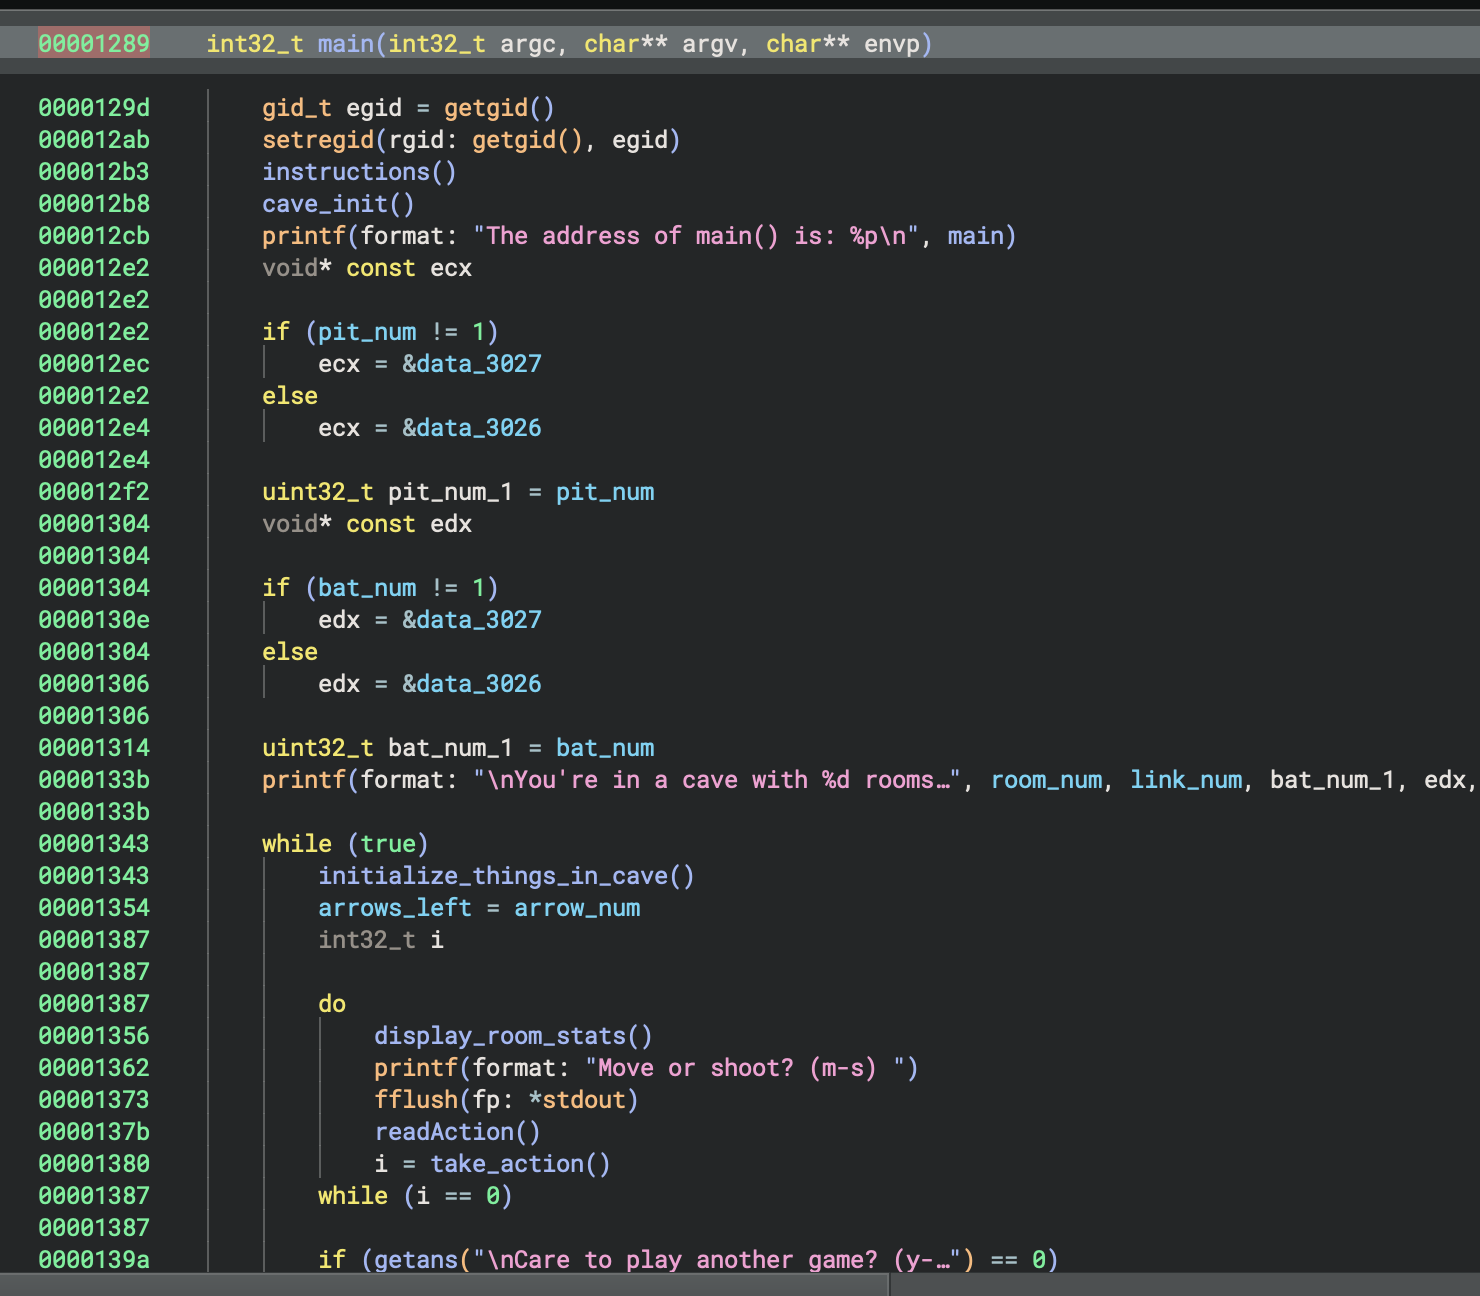 00001289    int32_t main(int32_t argc, char** argv, char** envp)
0000129d        gid_t egid = getgid()
000012ab        setregid(rgid: getgid(), egid)
000012b3        instructions()
000012b8        cave_init()
000012cb        printf(format: "The address of main() is: %p\n", main)
000012e2        void* const ecx
000012e2
000012e2        if (pit_num != 1)
000012ec            ecx = &data_3027
000012e2        else
000012e4            ecx = &data_3026
000012e4
000012f2        uint32_t pit_num_1 = pit_num
00001304        void* const edx
00001304
00001304        if (bat_num != 1)
0000130e            edx = &data_3027
00001304        else
00001306            edx = &data_3026
00001306
00001314        uint32_t bat_num_1 = bat_num
0000133b        printf(format: "\nYou're in a cave with %d rooms…", room_num, link_num, bat_num_1, edx,
0000133b
00001343        while (true)
00001343            initialize_things_in_cave()
00001354            arrows_left = arrow_num
00001387            int32_t i
00001387
00001387            do
00001356                display_room_stats()
00001362                printf(format: "Move or shoot? (m-s) ")
00001373                fflush(fp: *stdout)
0000137b                readAction()
00001380                i = take_action()
00001387            while (i == 0)
00001387
0000139a            if (getans("\nCare to play another game? (y-…") == 0)